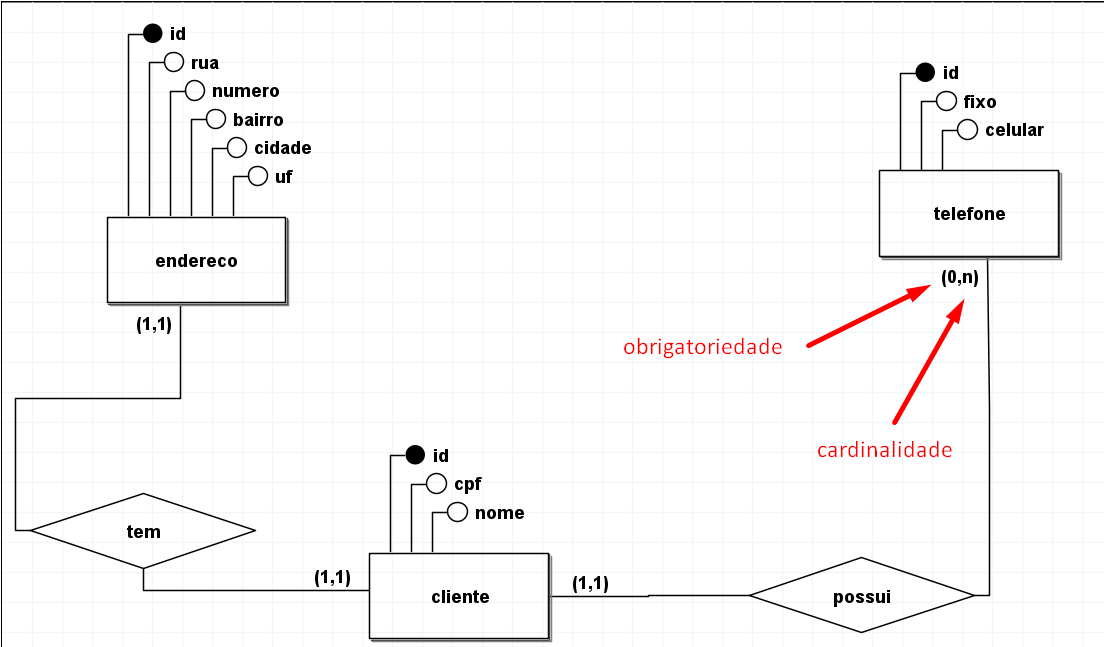 id
rua
numero
bairro
cidade
uf
endereco
(1,1)
id
fixo
celular
telefone
(0,n)
obrigatoriedade
cardinalidade
tem
(1,1)
id
cpf
nome
cliente
(1,1)
possui